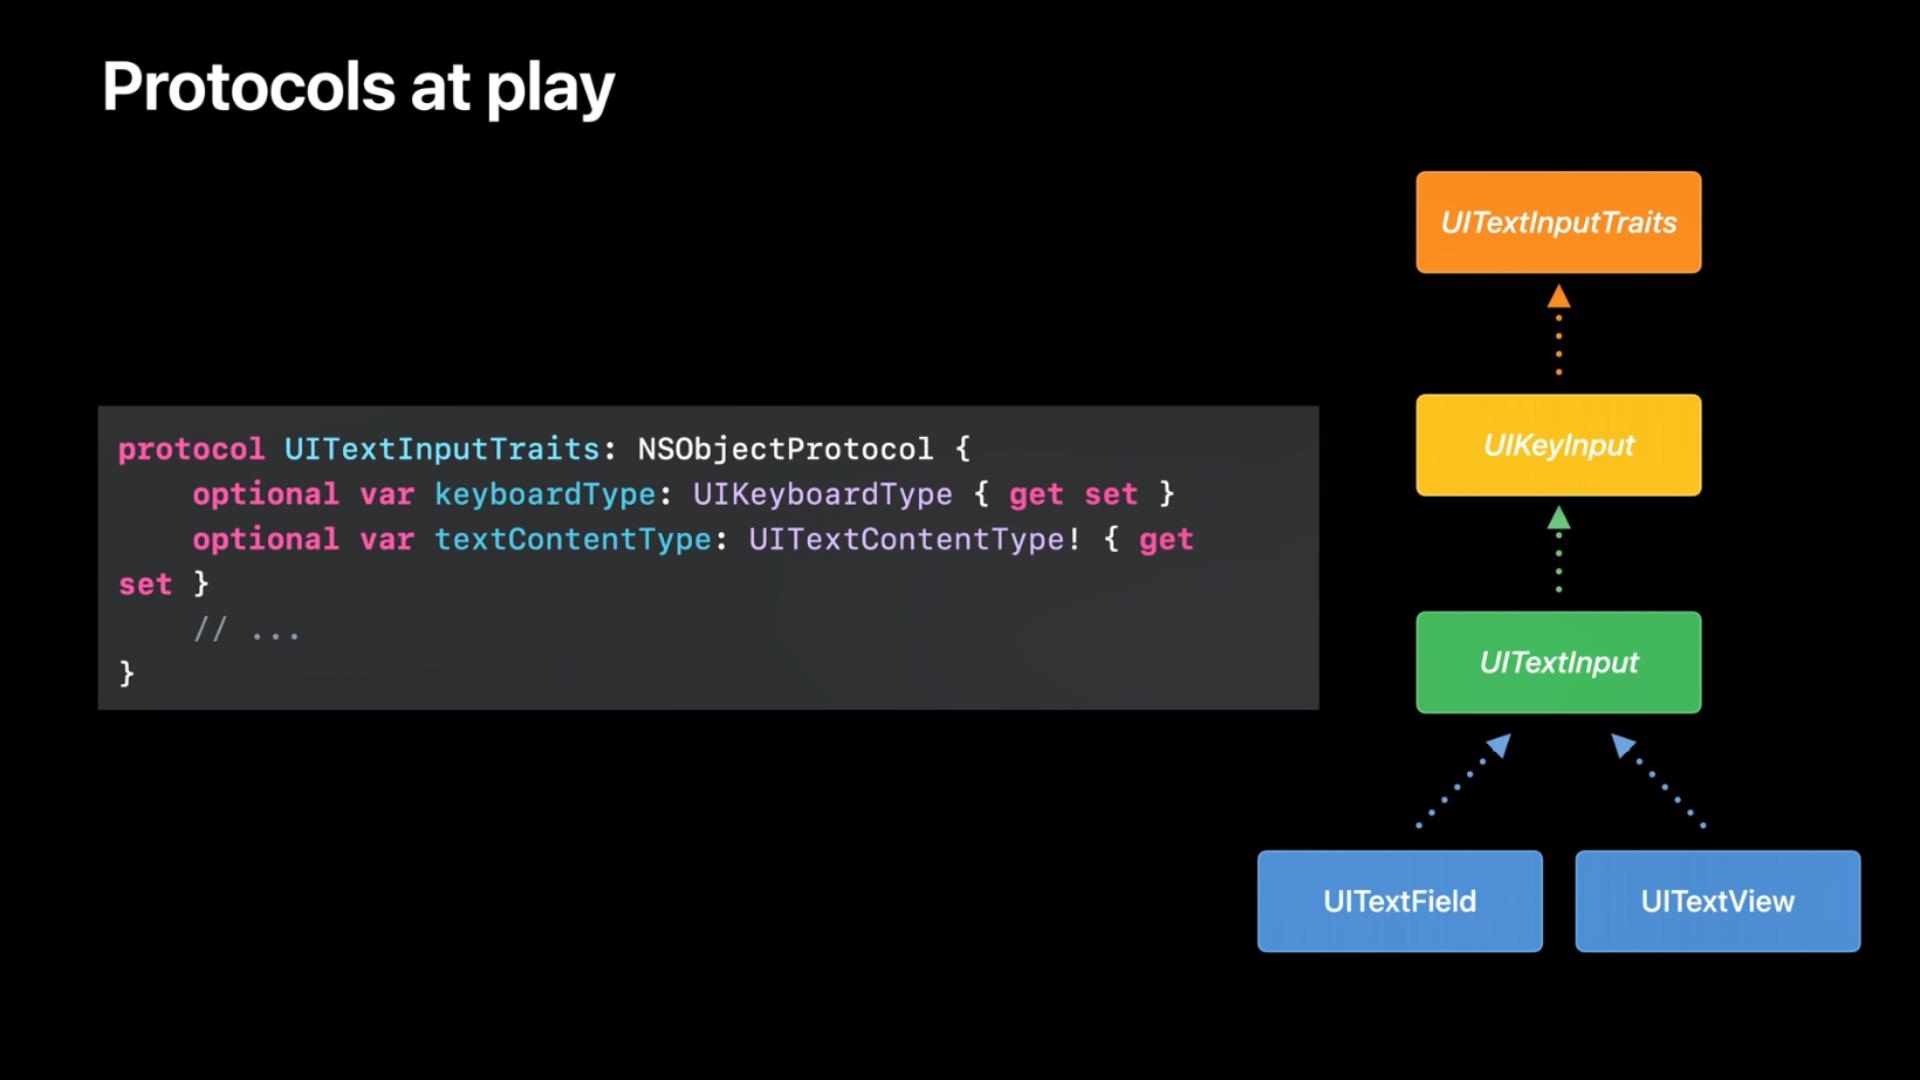 Protocols at play
protocol UITextInputTraits: NSObjectProtocol {
    optional var keyboardType: UIKeyboardType { get set }
    optional var textContentType: UITextContentType! { get
set }
    // ...
}
UITextInputTraits
UIKeyInput
UITextInput
UITextField
UITextView